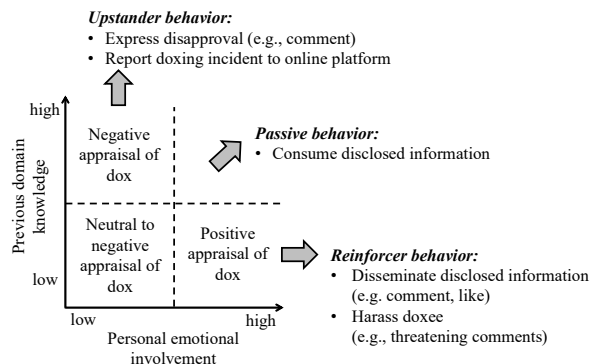 Upstander behavior:
• Express disapproval (e.g., comment)
• Report doxing incident to online platform
high
Previous domain
knowledge
low
Negative
appraisal of
dox
Passive behavior:
• Consume disclosed information
Neutral to
negative
appraisal of
dox
Positive
appraisal of
dox
Reinforcer behavior:
• Disseminate disclosed information
(e.g. comment, like)
• Harass doxee
(e.g., threatening comments)
low
high
Personal emotional
involvement